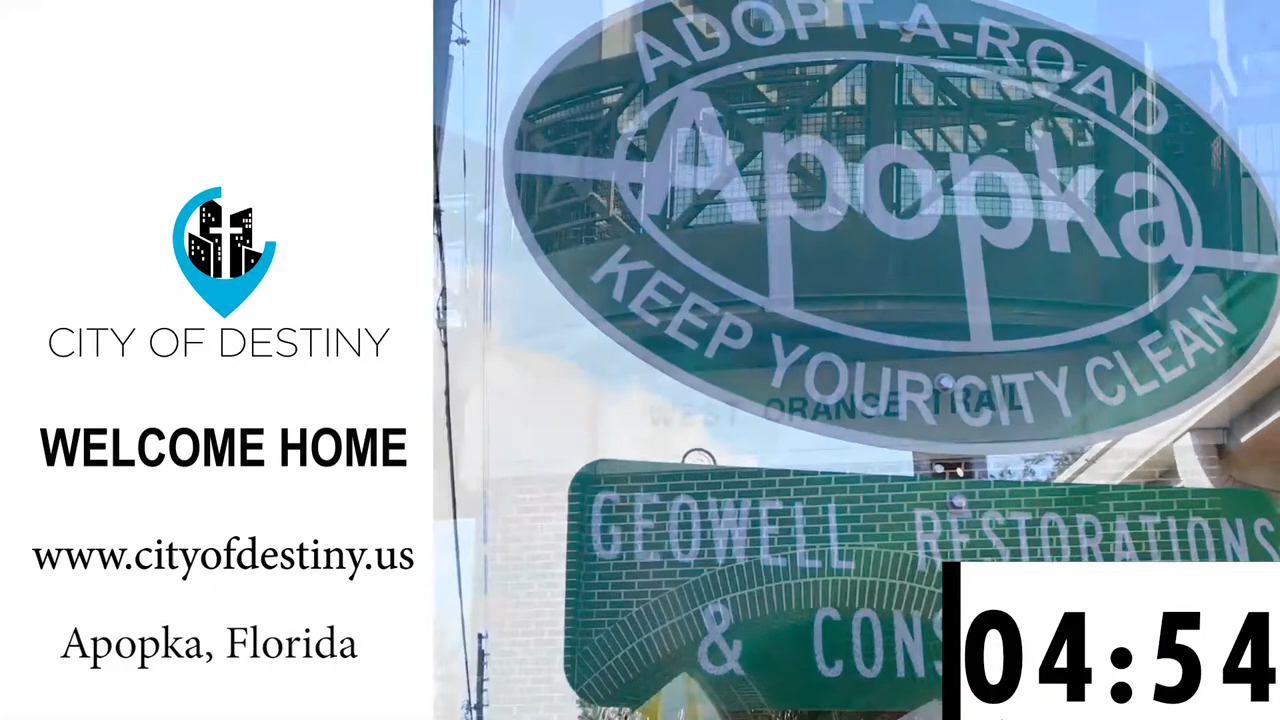 CITY OF DESTINY
WELCOME HOME
www.cityofdestiny.us
Apopka, Florida
ADOPT-A-ROAD
Apopka
KEEP YOUR CITY CLEAN
WEST ORANGE TRAIL
GEOWELL RESTORATIONS
& CONS
04:54